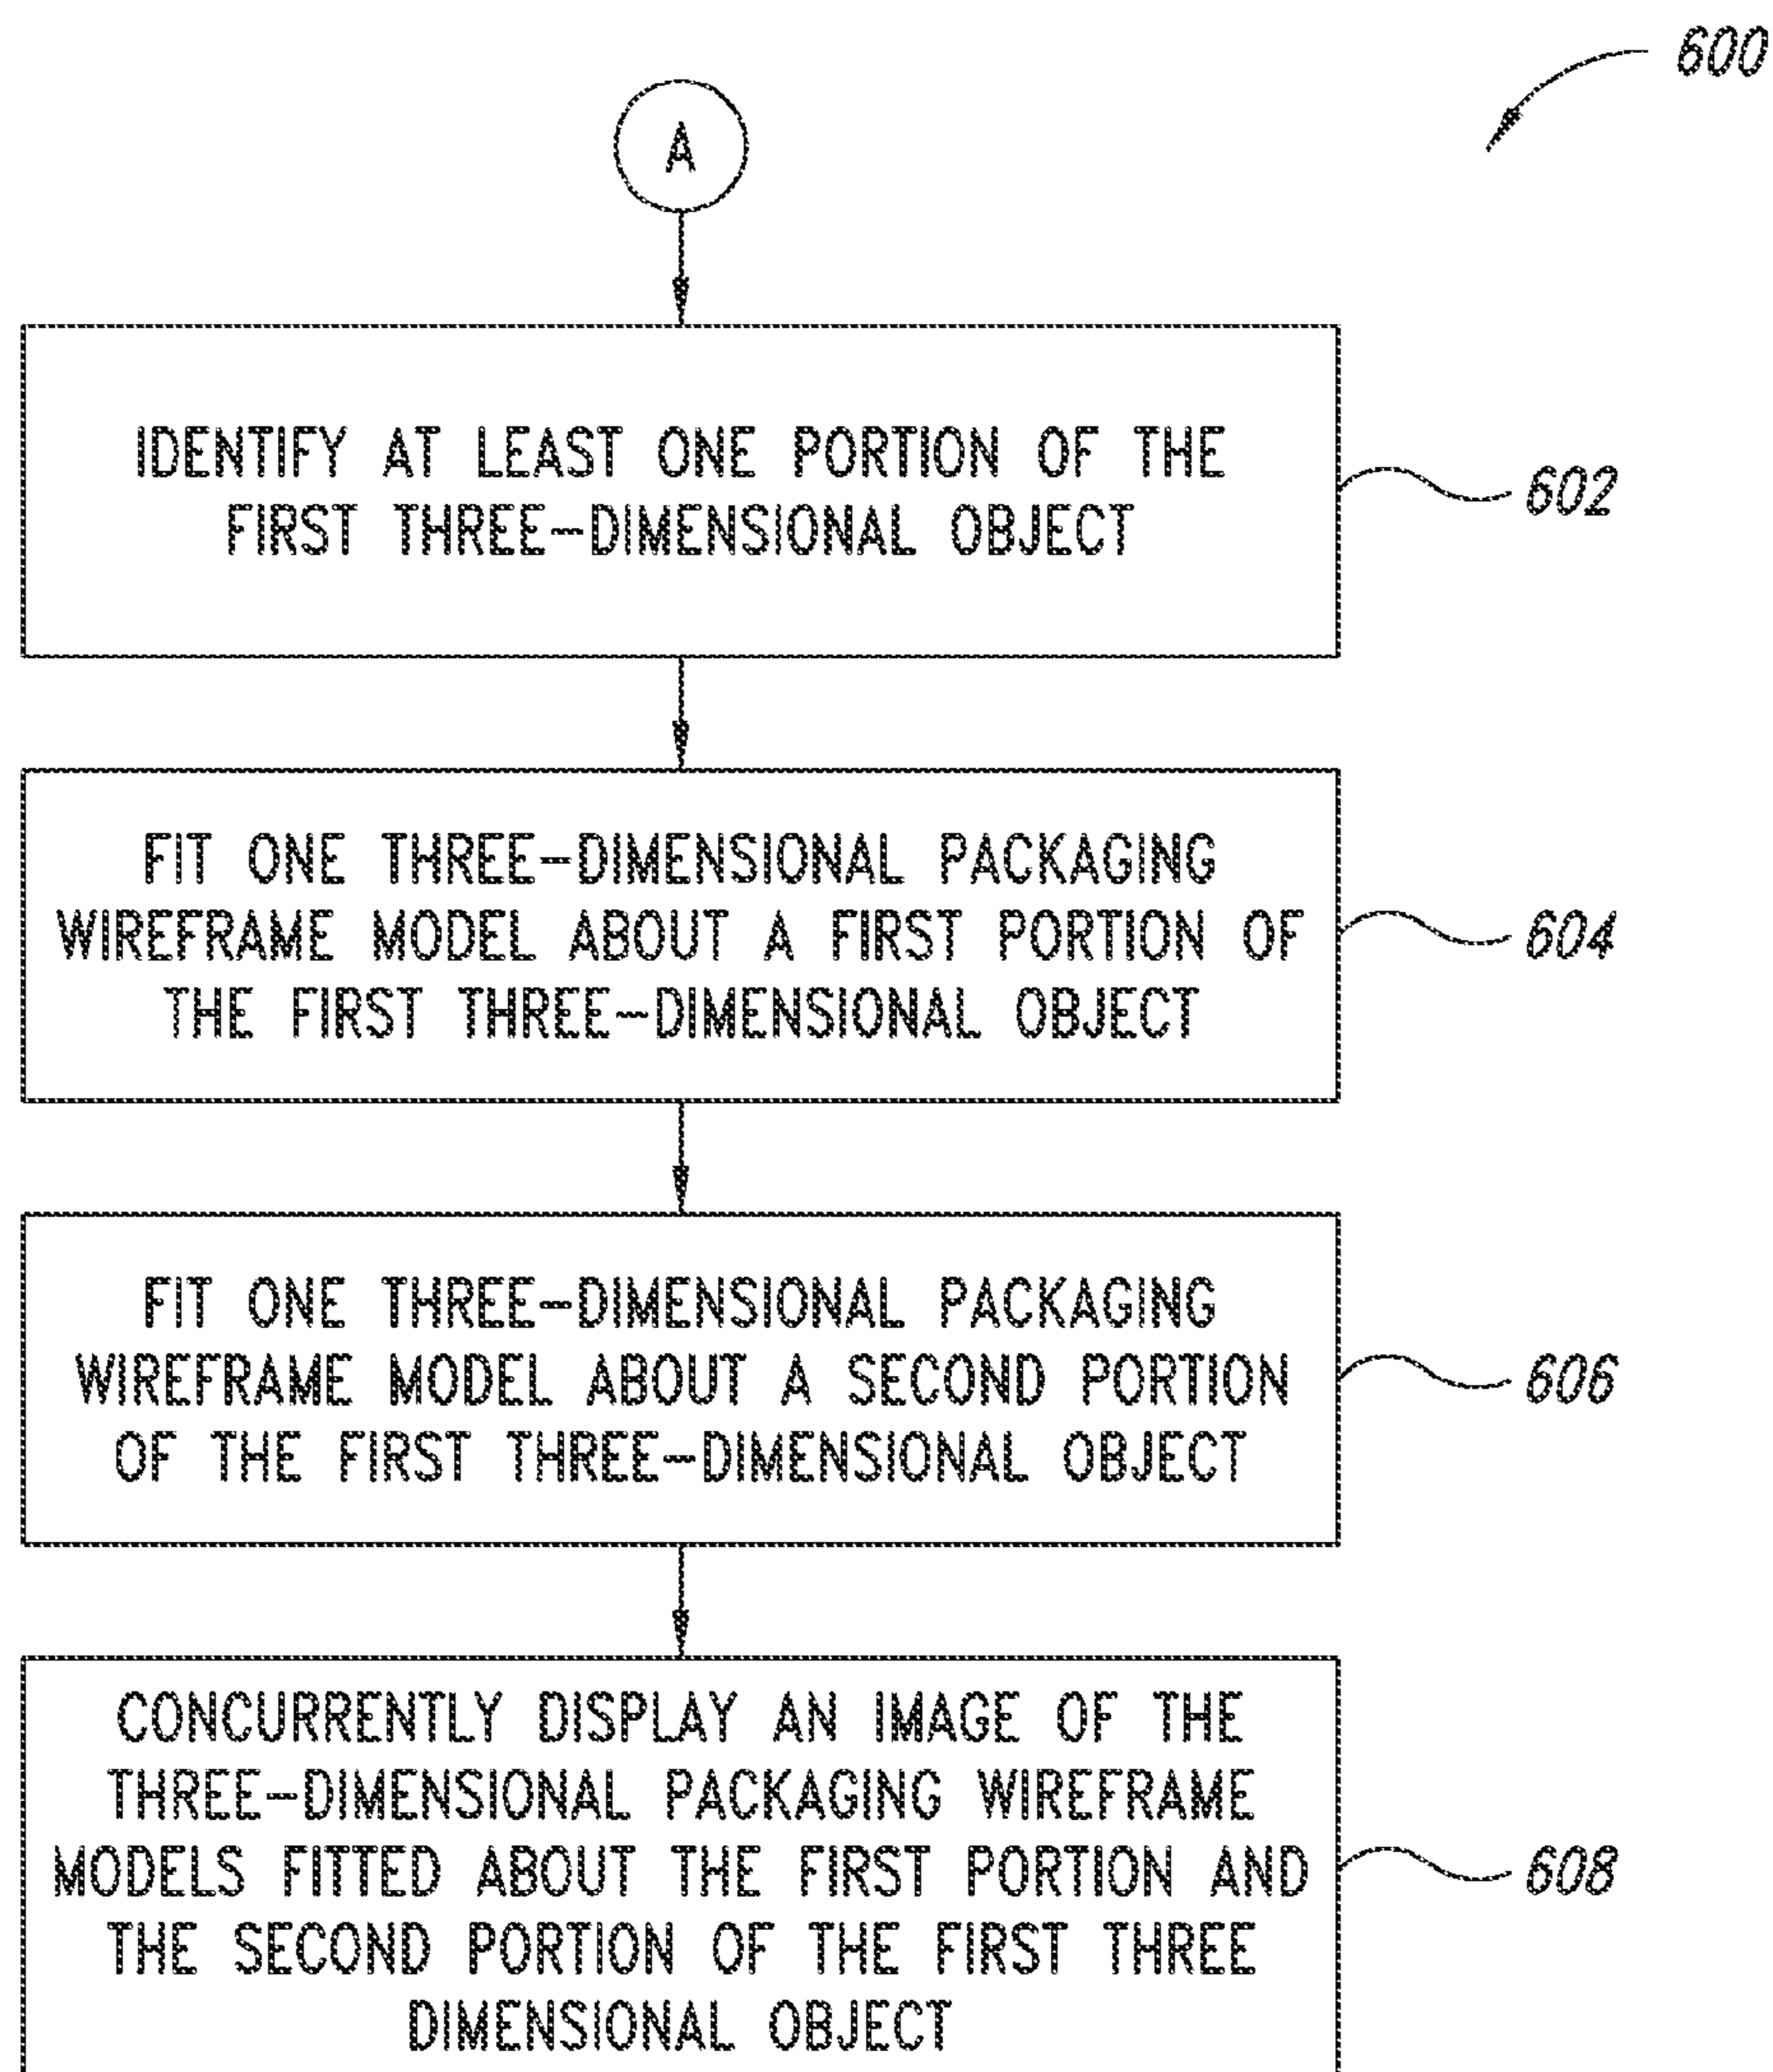 600
A
IDENTIFY AT LEAST ONE PORTION OF THE
FIRST THREE-DIMENSIONAL OBJECT
602
FIT ONE THREE-DIMENSIONAL PACKAGING
WIREFRAME MODEL ABOUT A FIRST PORTION OF
THE FIRST THREE-DIMENSIONAL OBJECT
604
FIT ONE THREE-DIMENSIONAL PACKAGING
WIREFRAME MODEL ABOUT A SECOND PORTION
OF THE FIRST THREE-DIMENSIONAL OBJECT
606
CONCURRENTLY DISPLAY AN IMAGE OF THE
THREE-DIMENSIONAL PACKAGING WIREFRAME
MODELS FITTED ABOUT THE FIRST PORTION AND
THE SECOND PORTION OF THE FIRST THREE
DIMENSIONAL OBJECT
608